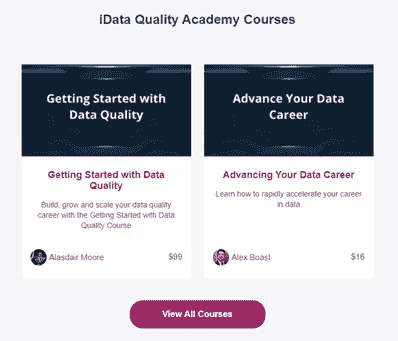 iData Quality Academy Courses
Getting Started with
Data Quality
Advance Your Data
Career
Getting Started with Data
Quality
Build, grow and scale your data quality
career with the Getting Started with Data
Quality Course
Alasdair Moore
$99
Advancing Your Data Career
Learn how to rapidly accelerate your career
in data
Alex Boast
$16
View All Courses